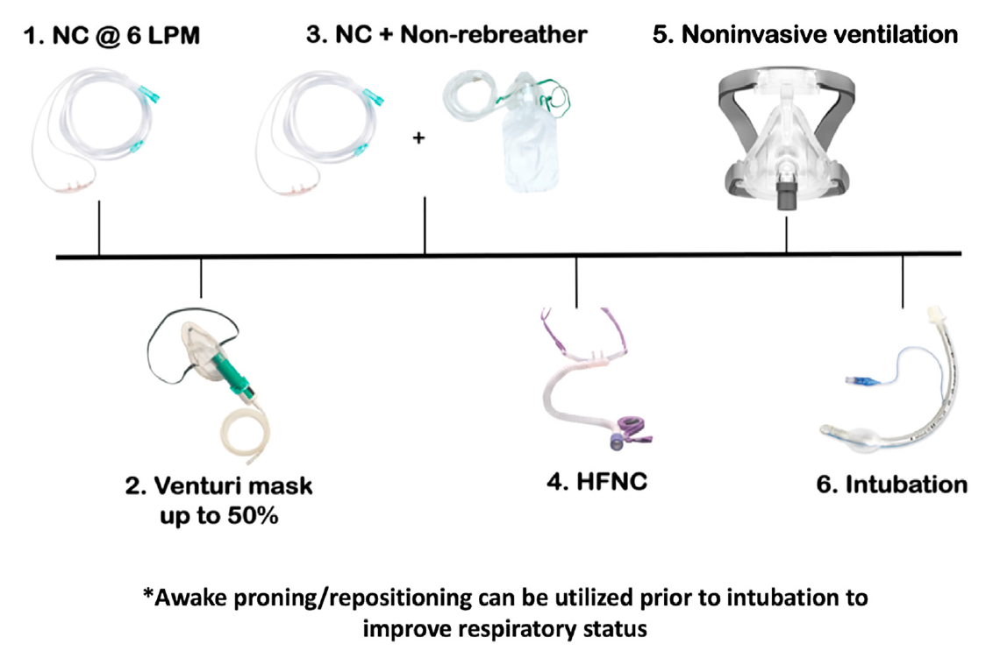 1. NC @ 6 LPM
3. NC + Non-rebreather
5. Noninvasive ventilation
+
2. Venturi mask
up to 50%
4. HFNC
6. Intubation
*Awake proning/repositioning can be utilized prior to intubation to
improve respiratory status